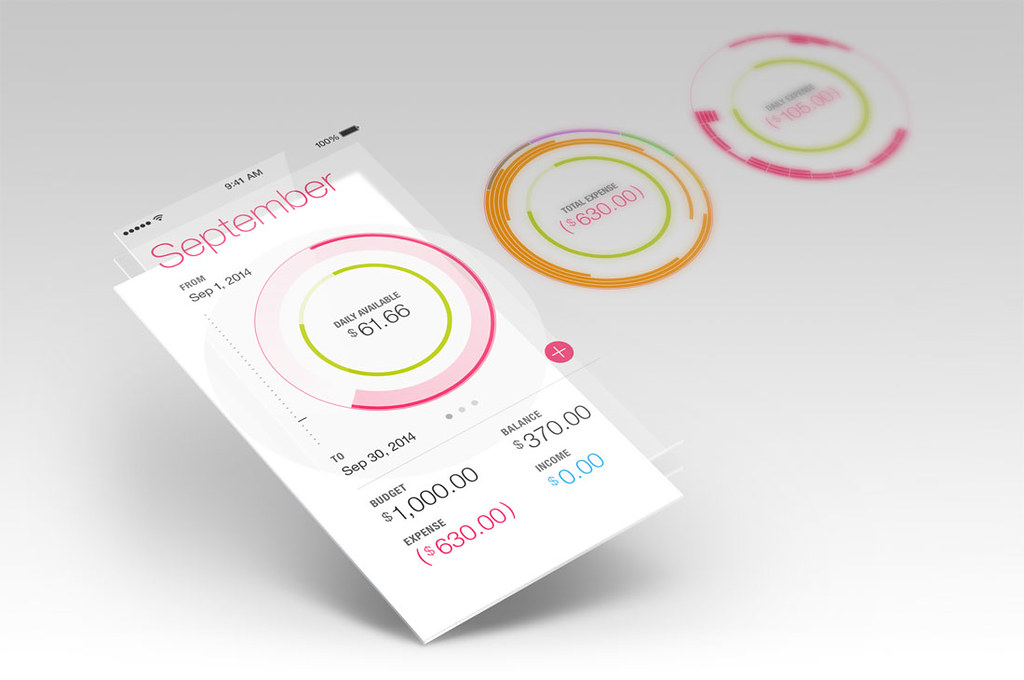 100%
9:41 AM
September
FROM
Sep 1, 2014
DAILY AVAILABLE
$61.66
TO
Sep 30, 2014
BUDGET
$1,000.00
EXPENSE
($630.00)
BALANCE
$370.00
INCOME
$0.00
TOTAL EXPENSE
($630.00)
DAILY EXPENSE
($105.00)